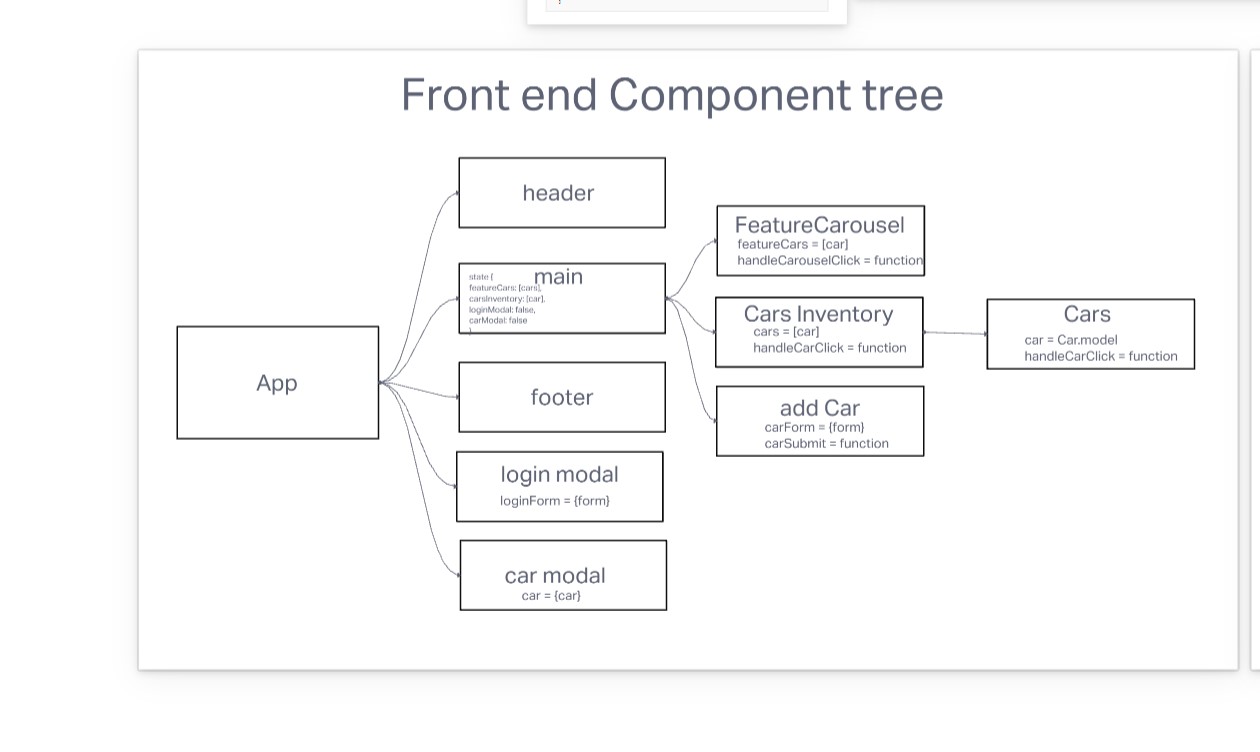 Front end Component tree
App
header
main
state {
featureCars: [cars],
carsInventory: [car],
loginModal: false,
carModal: false
}
footer
login modal
loginForm = {form}
car modal
car = {car}
FeatureCarousel
featureCars = [car]
handleCarouselClick = function
Cars Inventory
cars = [car]
handleCarClick = function
add Car
carForm = {form}
carSubmit = function
Cars
car = Car.model
handleCarClick = function